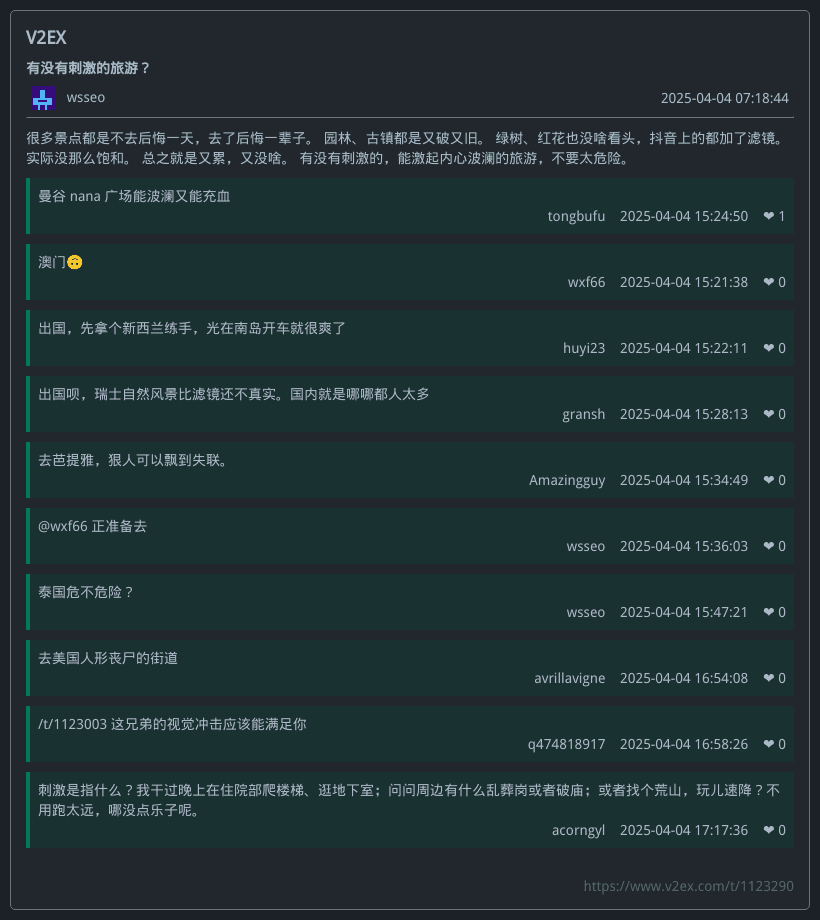 V2EX
有没有刺激的旅游？
wsseo
2025-04-04 07:18:44
很多景点都是不去后悔一天，去了后悔一辈子。 园林、古镇都是又破又旧。 绿树、红花也没啥看头，抖音上的都加了滤镜。
实际没那么饱和。 总之就是又累，又没啥。 有没有刺激的，能激起内心波澜的旅游，不要太危险。
曼谷 nana 广场能波澜又能充血
tongbufu 2025-04-04 15:24:50 ❤ 1
澳门🙃
wxf66 2025-04-04 15:21:38 ❤ 0
出国，先拿个新西兰练手，光在南岛开车就很爽了
huyi23 2025-04-04 15:22:11 ❤ 0
出国呗，瑞士自然风景比滤镜还不真实。国内就是哪哪都人太多
gransh 2025-04-04 15:28:13 ❤ 0
去芭提雅，狠人可以飘到失联。
Amazingguy 2025-04-04 15:34:49 ❤ 0
@wxf66 正准备去
wsseo 2025-04-04 15:36:03 ❤ 0
泰国危不危险？
wsseo 2025-04-04 15:47:21 ❤ 0
去美国人形丧尸的街道
avrillavigne 2025-04-04 16:54:08 ❤ 0
/t/1123003 这兄弟的视觉冲击应该能满足你
q474818917 2025-04-04 16:58:26 ❤ 0
刺激是指什么？我干过晚上在住院部爬楼梯、逛地下室；问问周边有什么乱葬岗或者破庙；或者找个荒山，玩儿速降？不
用跑太远，哪没点乐子呢。
acorngyl 2025-04-04 17:17:36 ❤ 0
https://www.v2ex.com/t/1123290